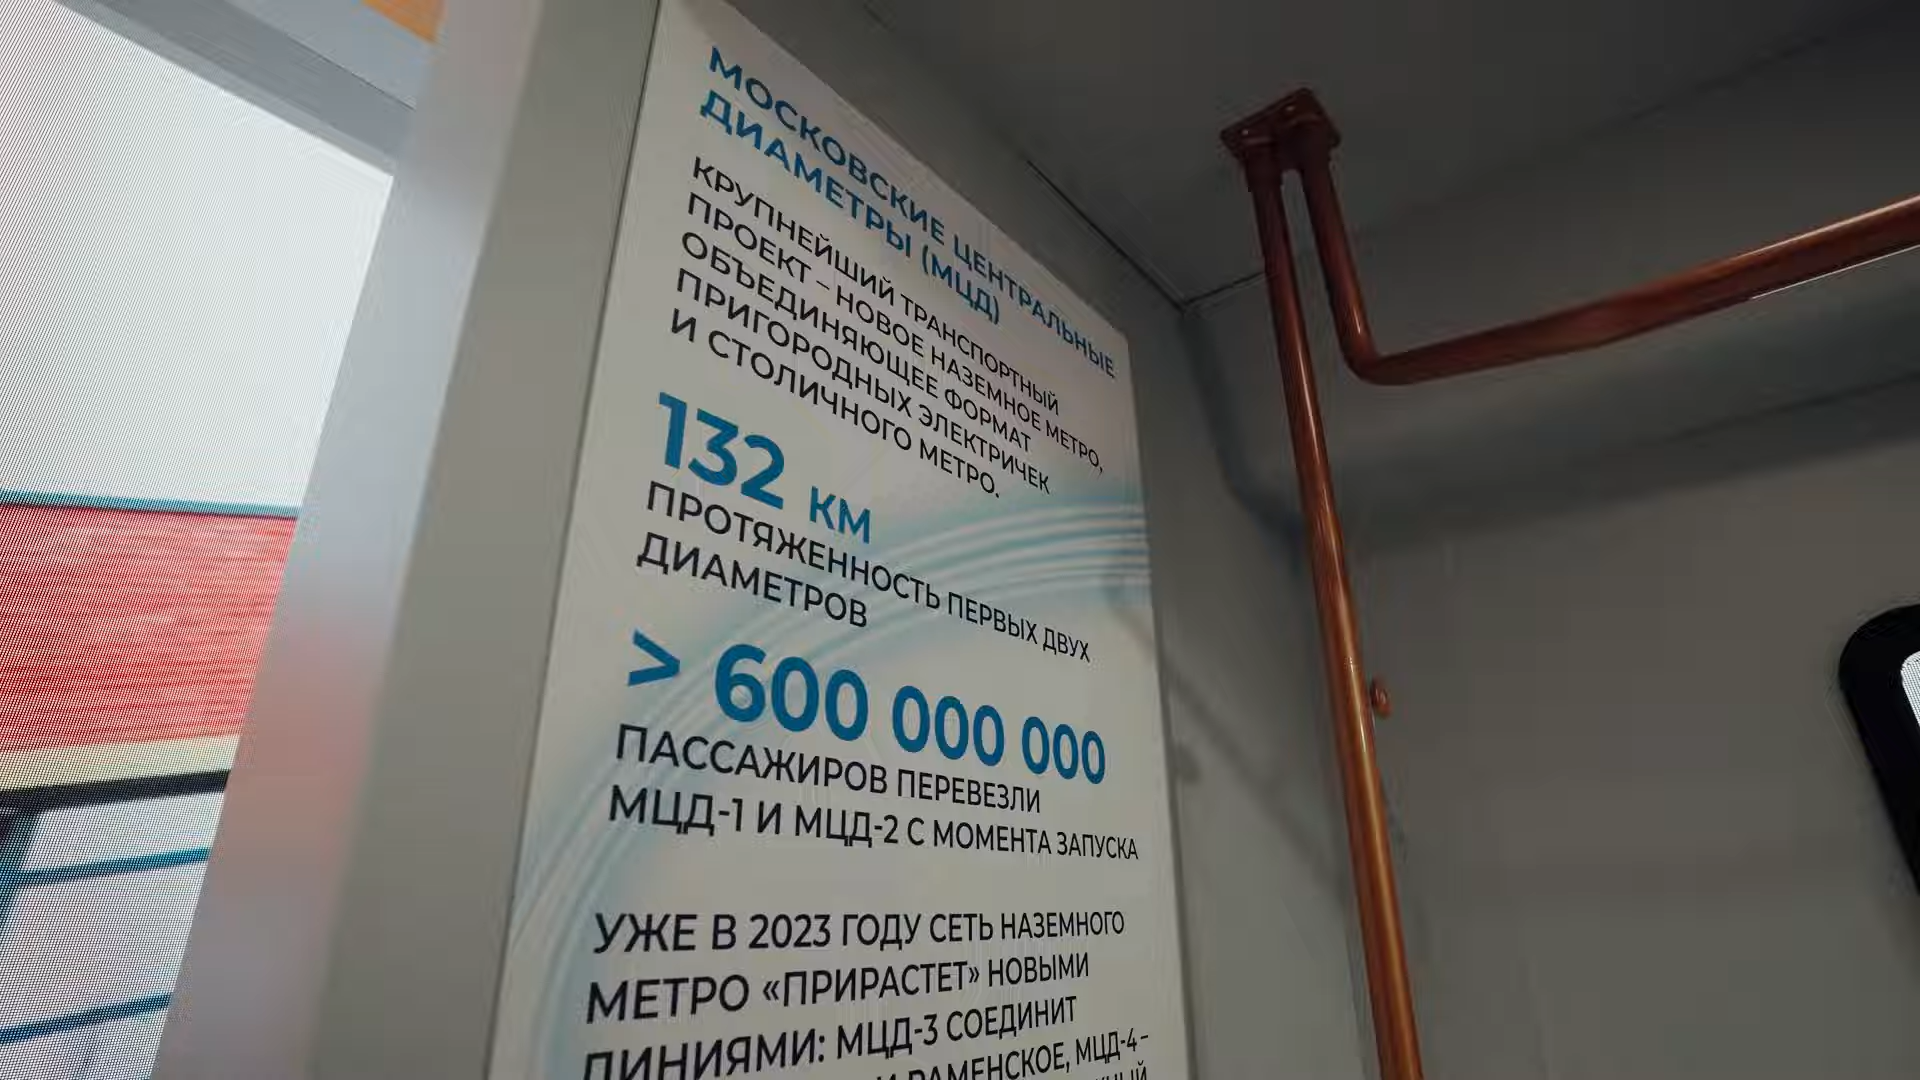 МОСКОВСКИЕ ЦЕНТРАЛЬНЫЕ
ДИАМЕТРЫ (МЦД)
КРУПНЕЙШИЙ ТРАНСПОРТНЫЙ
ПРОЕКТ – НОВОЕ НАЗЕМНОЕ МЕТРО,
ОБЪЕДИНЯЮЩЕЕ ФОРМАТ
ПРИГОРОДНЫХ ЭЛЕКТРИЧЕК
И СТОЛИЧНОГО МЕТРО.
132 КМ
ПРОТЯЖЕННОСТЬ ПЕРВЫХ ДВУХ
ДИАМЕТРОВ
> 600 000 000
ПАССАЖИРОВ ПЕРЕВЕЗЛИ
МЦД-1 И МЦД-2 С МОМЕНТА ЗАПУСКА
УЖЕ В 2023 ГОДУ СЕТЬ НАЗЕМНОГО
МЕТРО «ПРИРАСТЕТ» НОВЫМИ
ЛИНИЯМИ: МЦД-3 СОЕДИНИТ
И РАМЕНСКОЕ, МЦД-4 –